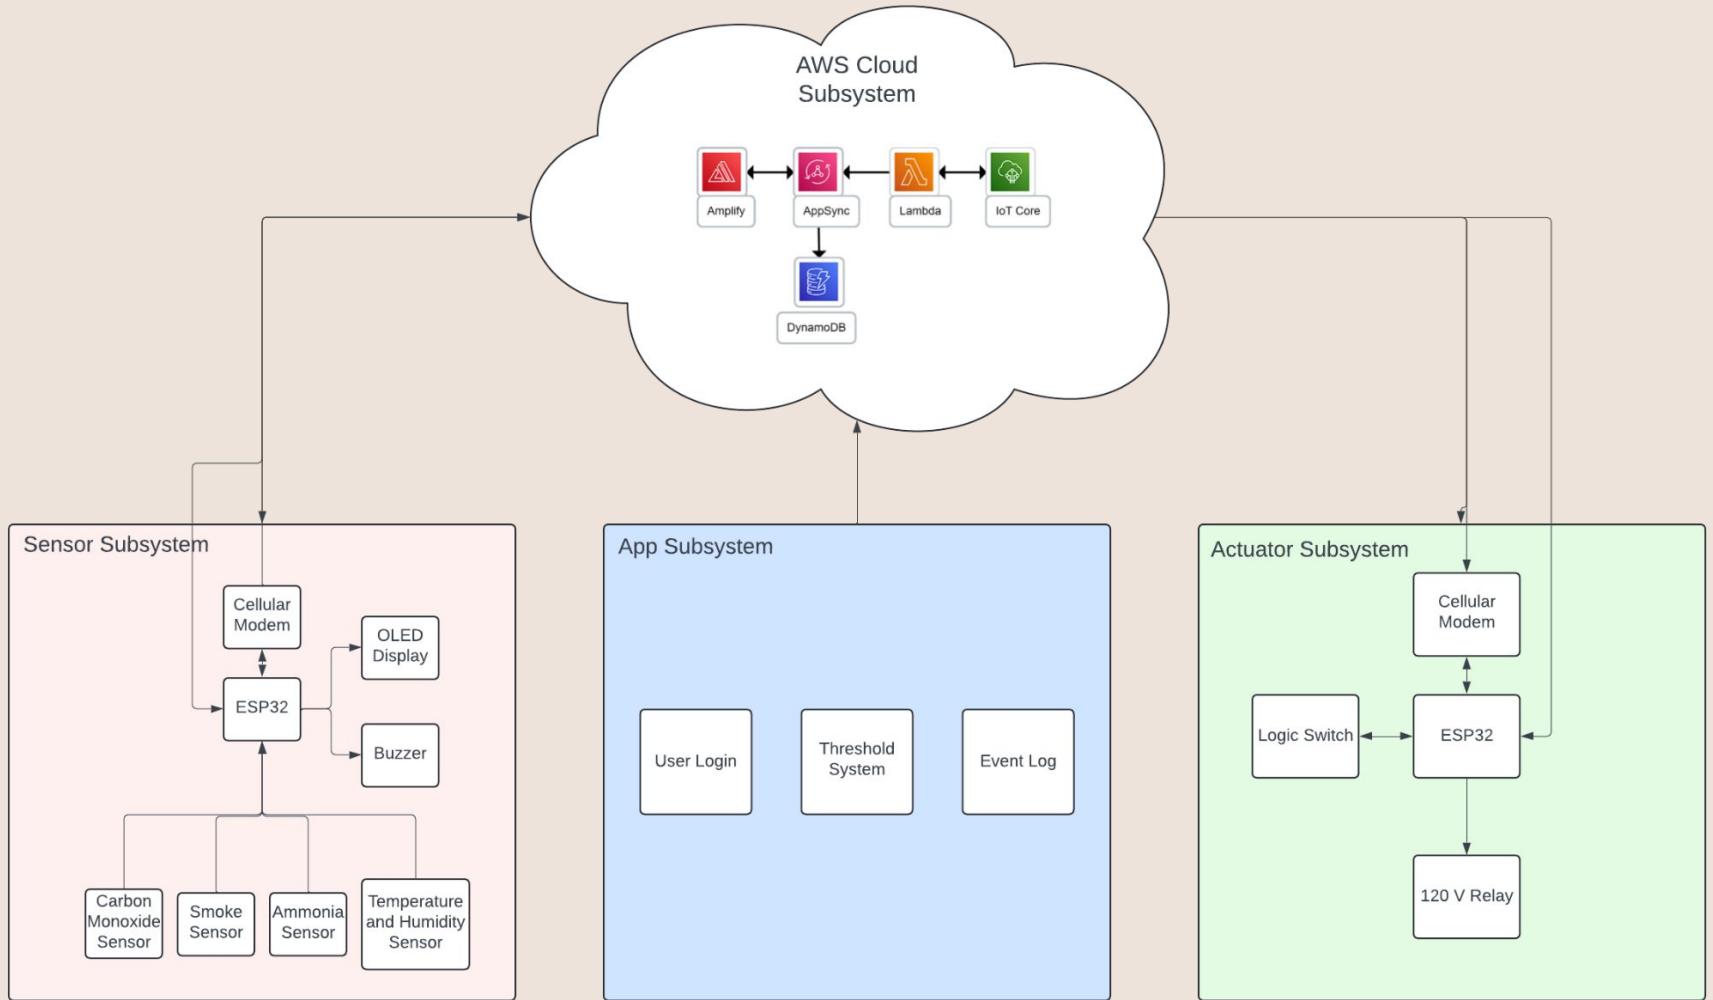 AWS Cloud
Subsystem
Amplify
AppSync
Lambda
IoT Core
DynamoDB
Sensor Subsystem
Cellular
Modem
OLED
Display
ESP32
Buzzer
Carbon
Monoxide
Sensor
Smoke
Sensor
Ammonia
Sensor
Temperature
and Humidity
Sensor
App Subsystem
User Login
Threshold
System
Event Log
Actuator Subsystem
Cellular
Modem
Logic Switch
ESP32
120 V Relay